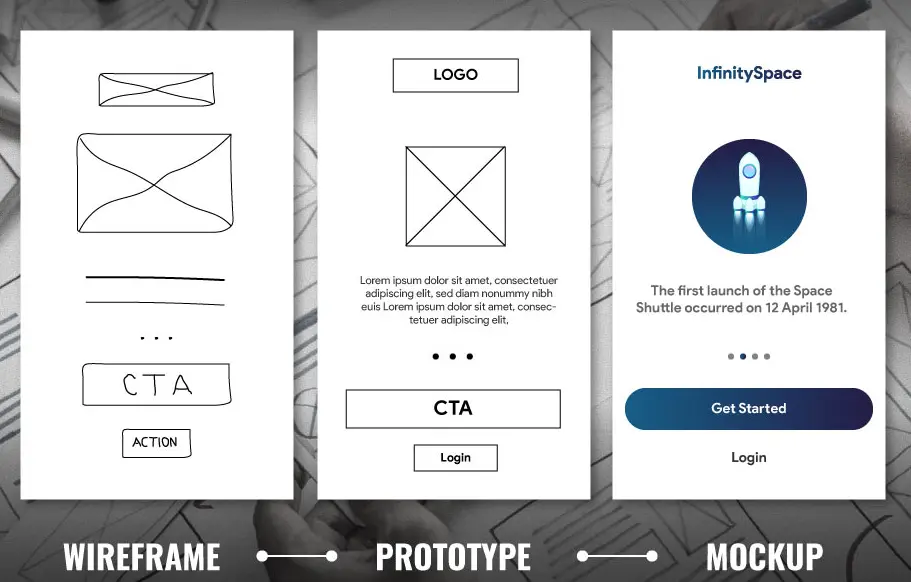 CTA
ACTION
LOGO
Lorem ipsum dolor sit amet, consectetuer
adipiscing elit, sed diam nonummy nibh
euis Lorem ipsum dolor sit amet, consec-
tetuer adipiscing elit,
CTA
Login
InfinitySpace
The first launch of the Space
Shuttle occurred on 12 April 1981.
Get Started
Login
WIREFRAME
PROTOTYPE
MOCKUP